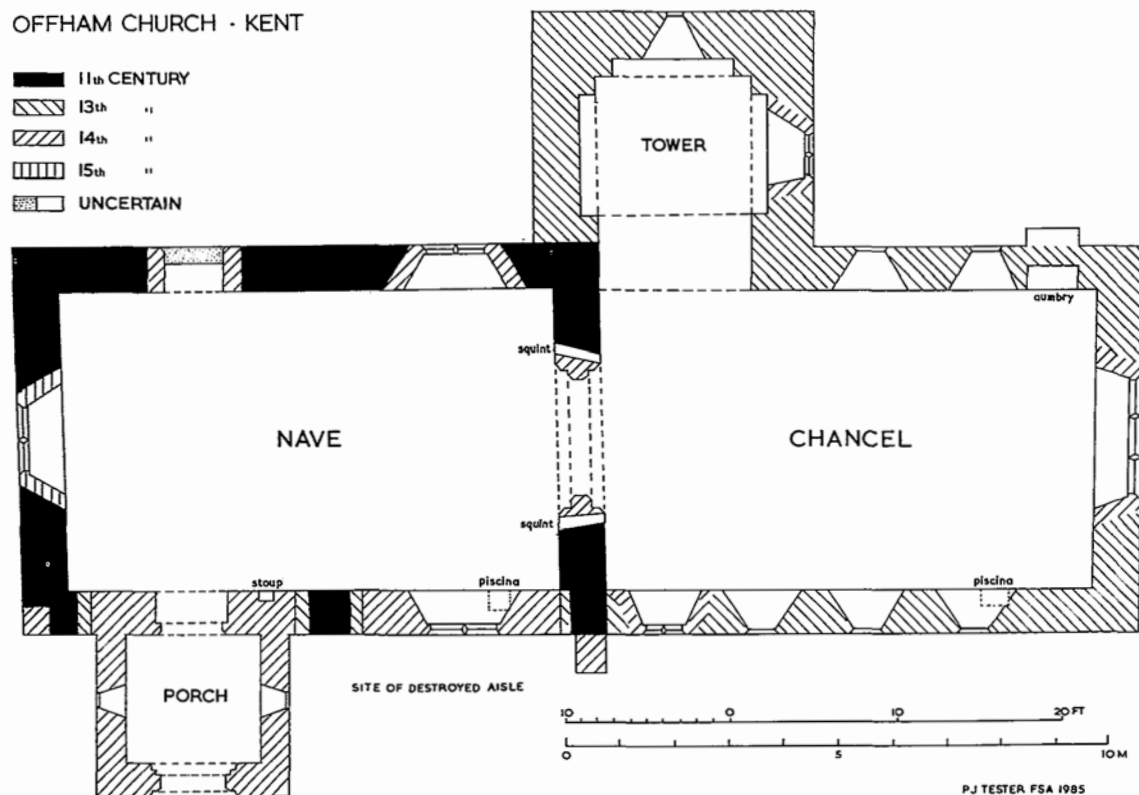 OFFHAM CHURCH · KENT
11th CENTURY
13th "
14th "
15th "
UNCERTAIN
TOWER
aumbry
squint
NAVE
CHANCEL
squint
stoup
piscina
piscina
PORCH
SITE OF DESTROYED AISLE
10 0 10 20 FT
0 5 10 M
PJ TESTER FSA 1985